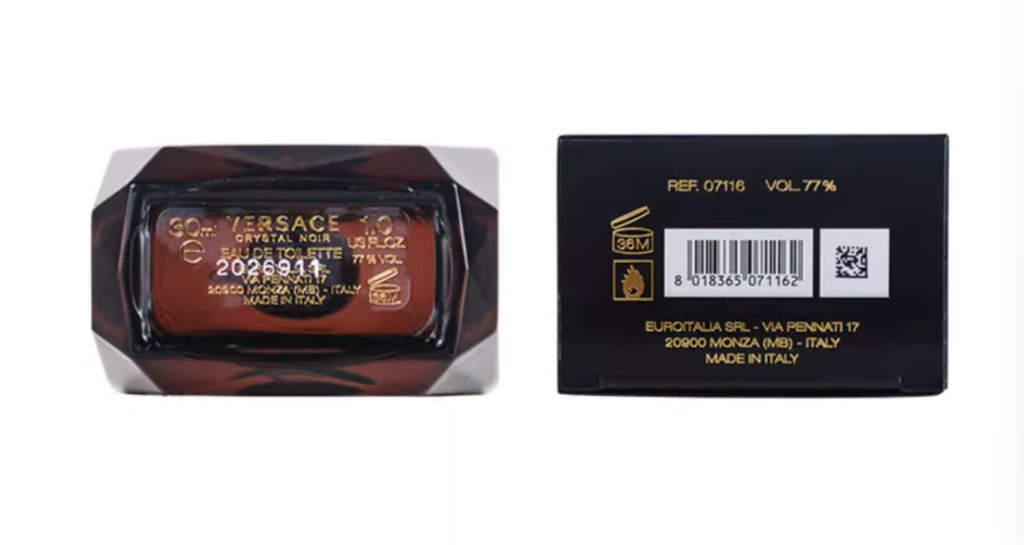 30ml VERSACE 1.0
CRYSTAL NOIR US FL.OZ.
EAU DE TOILETTE 77% VOL.
2026911
VIA PENNATI 17
20900 MONZA (MB) - ITALY
MADE IN ITALY
36M
REF. 07116 VOL. 77%
36M
8 018365 071162
EUROITALIA SRL - VIA PENNATI 17
20900 MONZA (MB) - ITALY
MADE IN ITALY